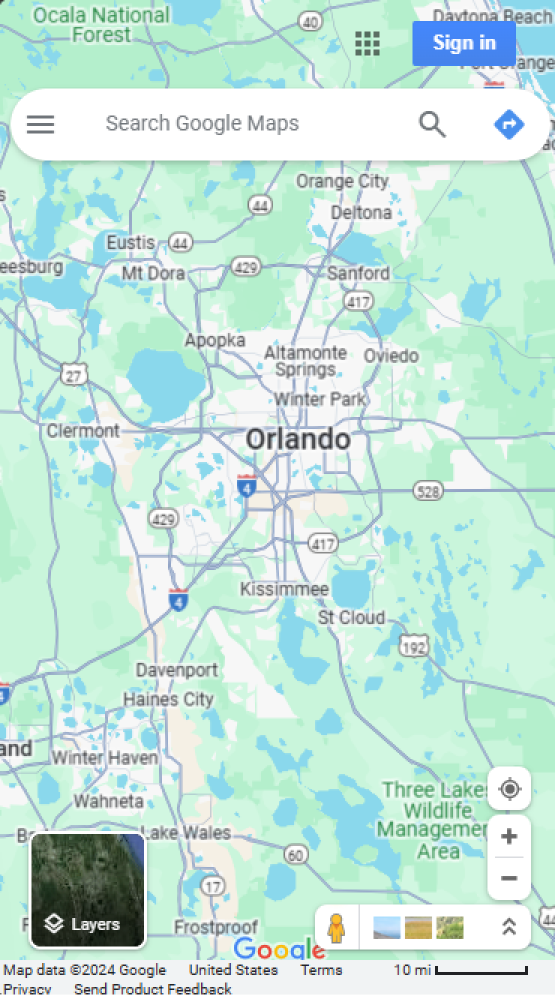 Ocala National
Forest
40
Daytona Beach
Sign in
Port Orange
Search Google Maps
Orange City
44
Deltona
Eustis
44
eesburg
Mt Dora
429
Sanford
417
Apopka
Altamonte
Springs
Oviedo
27
Winter Park
Clermont
Orlando
4
528
429
417
Kissimmee
4
St Cloud
192
Davenport
4
Haines City
and
Winter Haven
Three Lakes
Wahneta
Wildlife
Management
Lake Wales
Area
60
17
Layers
Frostproof
44
Google
Map data ©2024 Google United States Terms 10 mi
Privacy Send Product Feedback